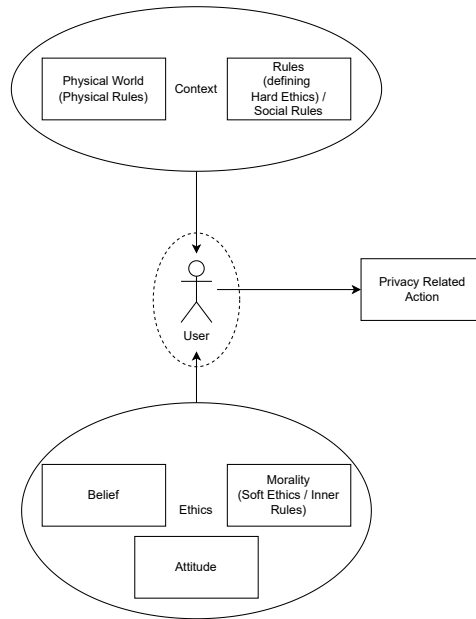 Physical World
(Physical Rules)
Context
Rules
(defining
Hard Ethics) /
Social Rules
User
Privacy Related
Action
Belief
Ethics
Morality
(Soft Ethics / Inner
Rules)
Attitude